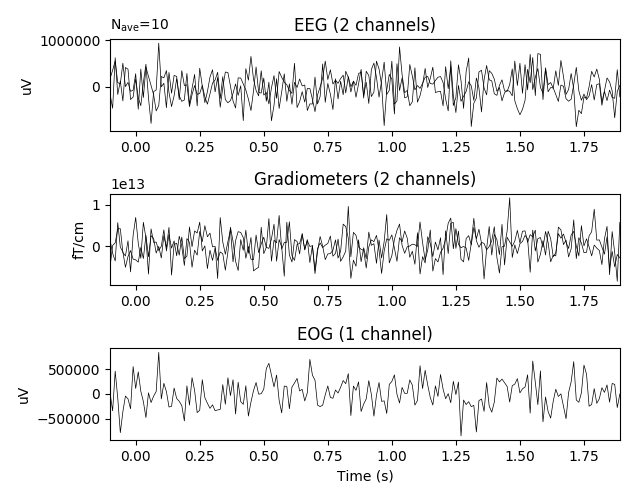 N_ave=10
EEG (2 channels)
1000000
0
uV
0.00 0.25 0.50 0.75 1.00 1.25 1.50 1.75
1e13
Gradiometers (2 channels)
1
0
fT/cm
0.00 0.25 0.50 0.75 1.00 1.25 1.50 1.75
EOG (1 channel)
500000
0
−500000
uV
0.00 0.25 0.50 0.75 1.00 1.25 1.50 1.75
Time (s)